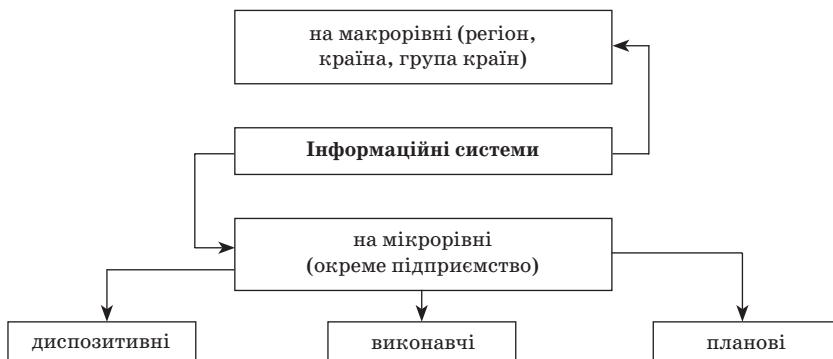 на макрорівні (регіон,
країна, група країн)
Інформаційні системи
на мікрорівні
(окреме підприємство)
диспозитивні
виконавчі
планові